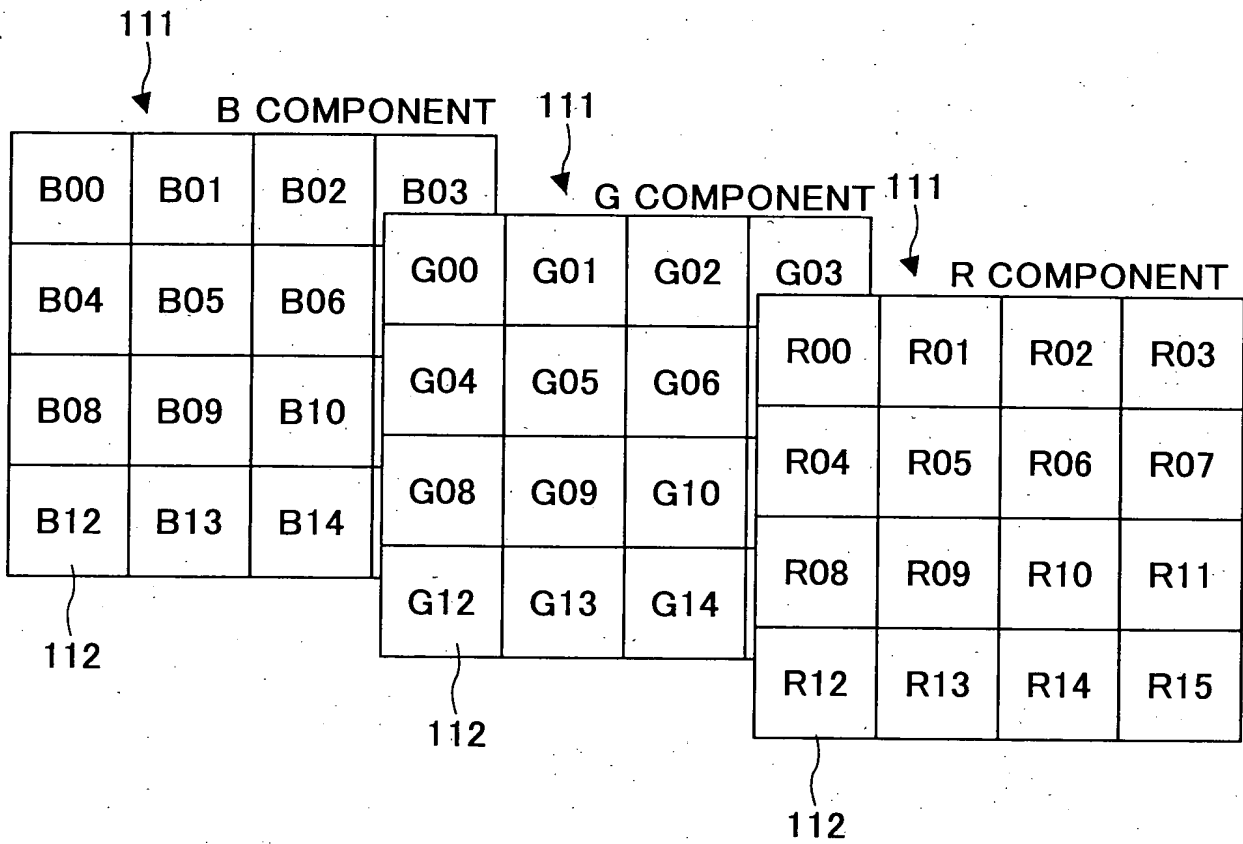 111
B COMPONENT
B00 B01 B02 B03
B04 B05 B06
B08 B09 B10
B12 B13 B14
112
111
G COMPONENT
G00 G01 G02 G03
G04 G05 G06
G08 G09 G10
G12 G13 G14
112
111
R COMPONENT
R00 R01 R02 R03
R04 R05 R06 R07
R08 R09 R10 R11
R12 R13 R14 R15
112